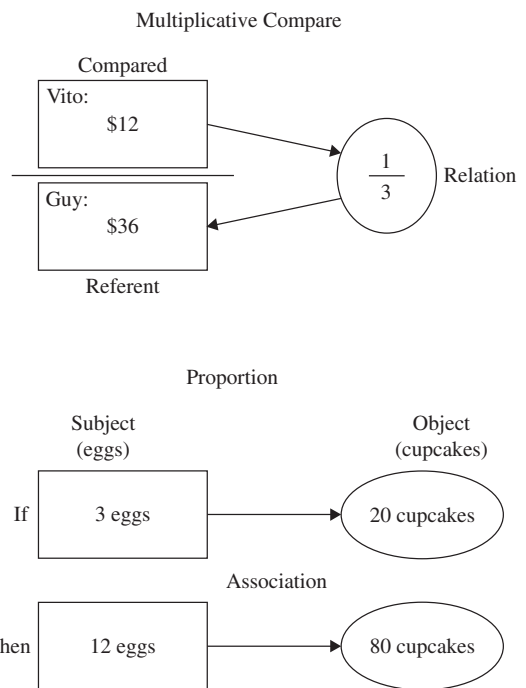 Multiplicative Compare
Compared
Vito:
$12
1
3
Relation
Guy:
$36
Referent
Proportion
Subject
(eggs)
Object
(cupcakes)
If
3 eggs
20 cupcakes
Association
hen
12 eggs
80 cupcakes